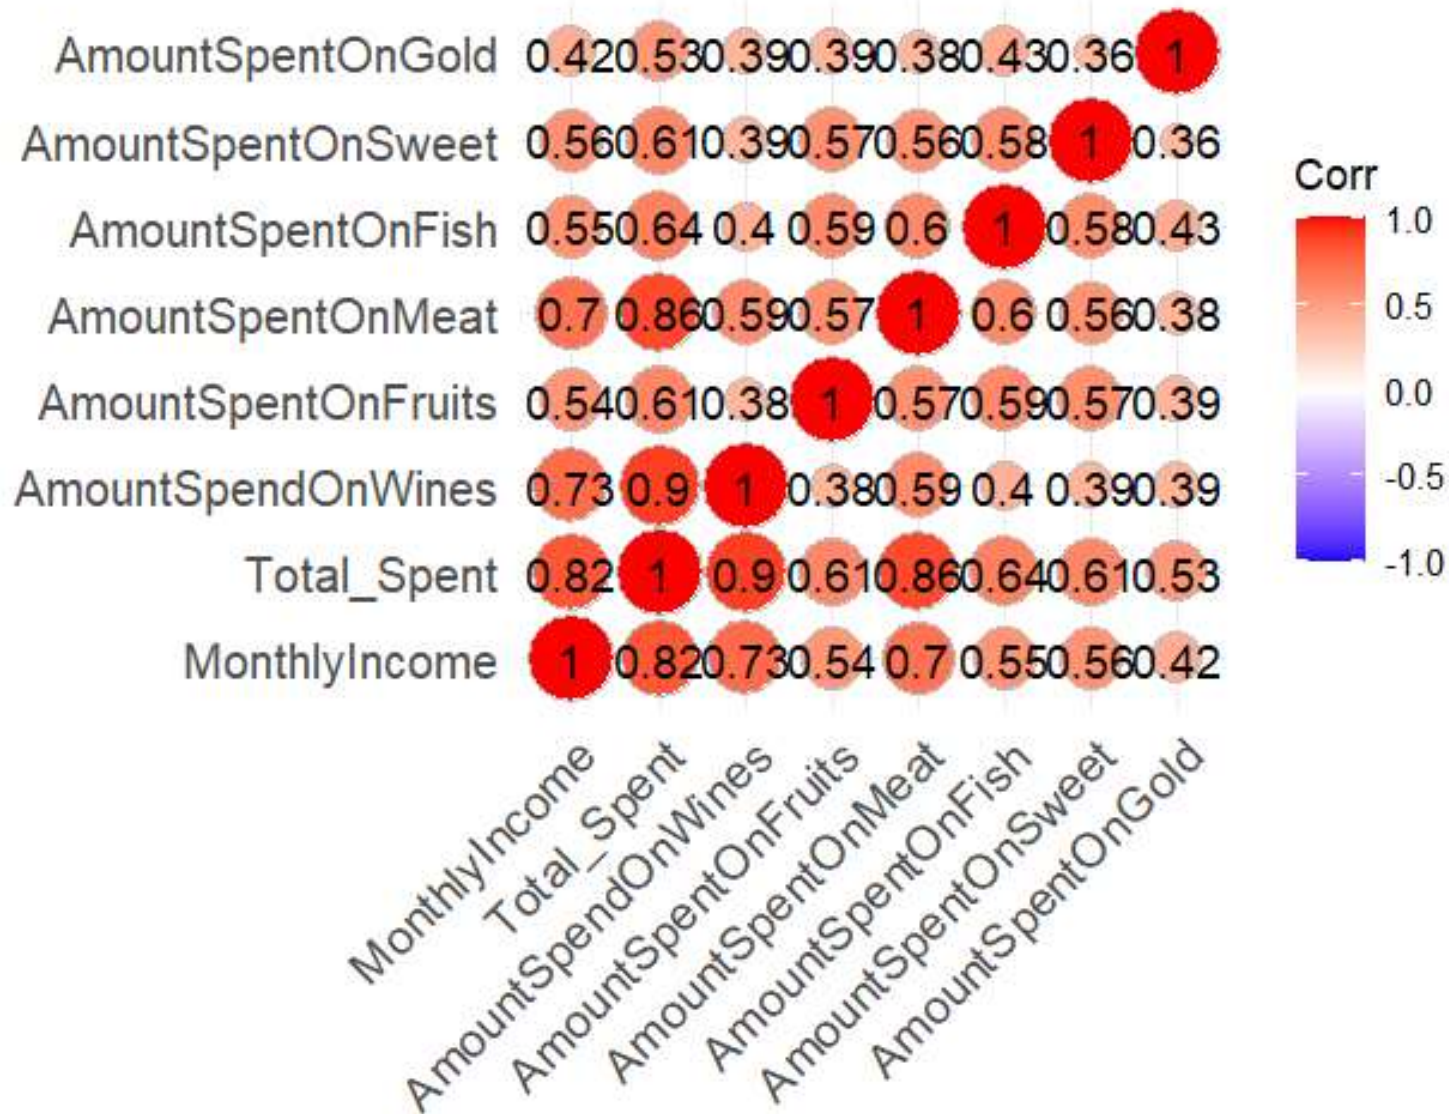 AmountSpentOnGold 0.42 0.53 0.39 0.39 0.38 0.43 0.36 1
AmountSpentOnSweet 0.56 0.61 0.39 0.57 0.56 0.58 1 0.36
AmountSpentOnFish 0.55 0.64 0.4 0.59 0.6 1 0.58 0.43
AmountSpentOnMeat 0.7 0.86 0.59 0.57 1 0.6 0.56 0.38
AmountSpentOnFruits 0.54 0.61 0.38 1 0.57 0.59 0.57 0.39
AmountSpendOnWines 0.73 0.9 1 0.38 0.59 0.4 0.39 0.39
Total_Spent 0.82 1 0.9 0.61 0.86 0.64 0.61 0.53
MonthlyIncome 1 0.82 0.73 0.54 0.7 0.55 0.56 0.42
MonthlyIncome
Total_Spent
AmountSpendOnWines
AmountSpentOnFruits
AmountSpentOnMeat
AmountSpentOnFish
AmountSpentOnSweet
AmountSpentOnGold
Corr
1.0
0.5
0.0
-0.5
-1.0